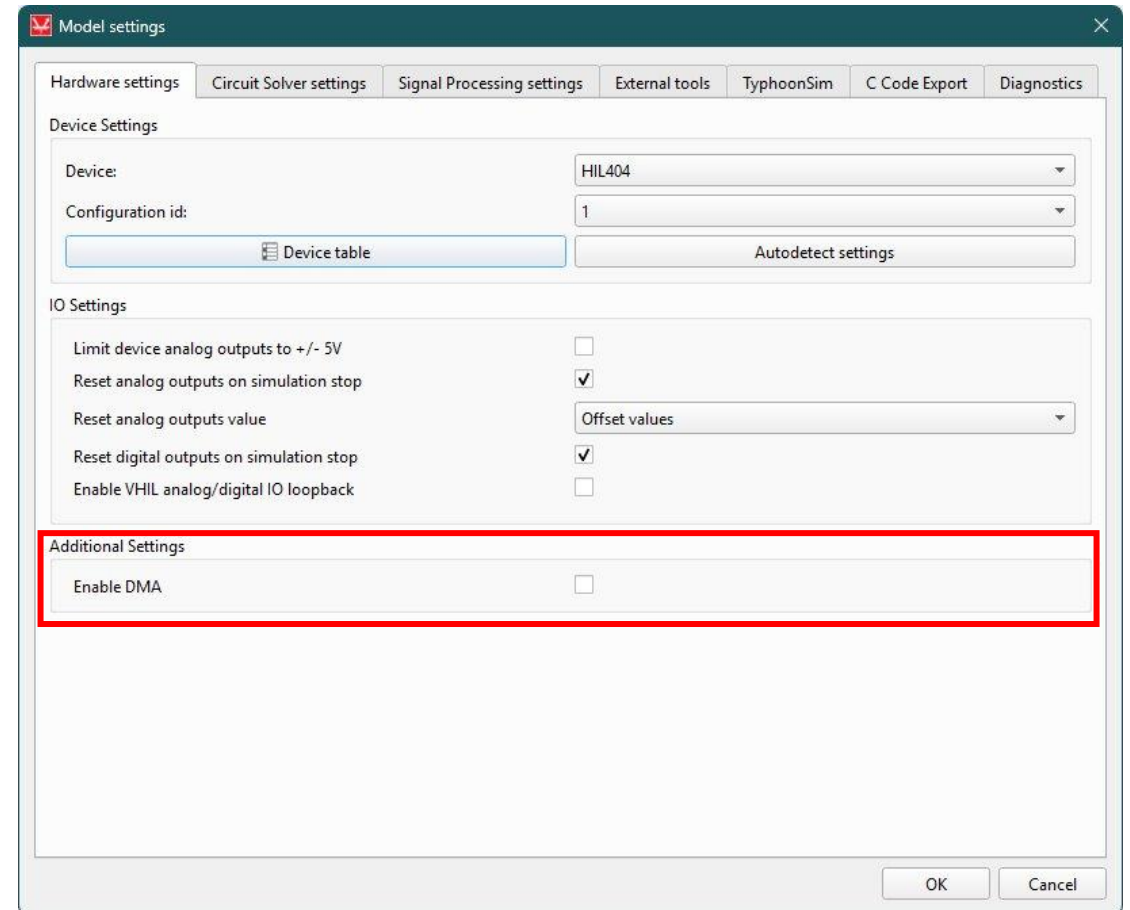 Model settings
Hardware settings Circuit Solver settings Signal Processing settings External tools TyphoonSim C Code Export Diagnostics
Device Settings
Device: HIL404
Configuration id: 1
Device table Autodetect settings
IO Settings
Limit device analog outputs to +/- 5V
Reset analog outputs on simulation stop
Reset analog outputs value Offset values
Reset digital outputs on simulation stop
Enable VHIL analog/digital IO loopback
Additional Settings
Enable DMA
OK Cancel